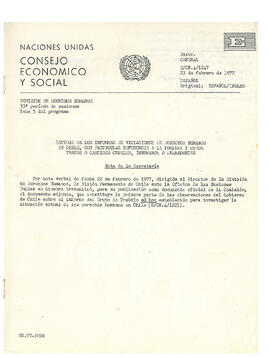 NACIONES UNIDAS
CONSEJO
ECONOMICO
Y SOCIAL
E
Distr.
GENERAL
E/CN.4/1247
23 de febrero de 1977
ESPAÑOL
Original: ESPAÑOL/INGLES
COMISION DE DERECHOS HUMANOS
33º período de sesiones
Tema 5 del programa
ESTUDIO DE LOS INFORMES DE VIOLACIONES DE DERECHOS HUMANOS
EN CHILE, CON PARTICULAR REFERENCIA A LA TORTURA Y OTROS
TRATOS O CASTIGOS CRUELES, INHUMANOS O DEGRADANTES
Nota de la Secretaría
Por nota verbal de fecha 22 de febrero de 1977, dirigida al Director de la División
de Derechos Humanos, la Misión Permanente de Chile ante la Oficina de las Naciones
Unidas en Ginebra transmitió, para su publicación como documento oficial de la Comisión,
el documento adjunto, que constituye la primera parte de las observaciones del Gobierno
de Chile sobre el informe del Grupo de Trabajo ad hoc establecido para investigar la
situación actual de los derechos humanos en Chile (E/CN.4/1221).